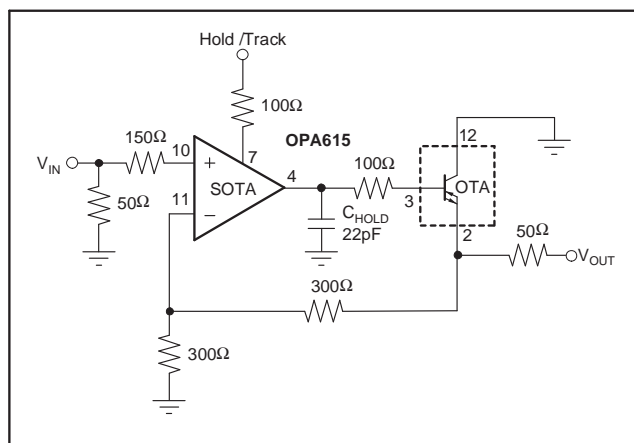 Hold /Track
100Ω
OPA615
150Ω
12
V_IN
10
+
7
100Ω
4
SOTA
OTA
50Ω
11
−
3
C_HOLD
22pF
2
50Ω
V_OUT
300Ω
300Ω